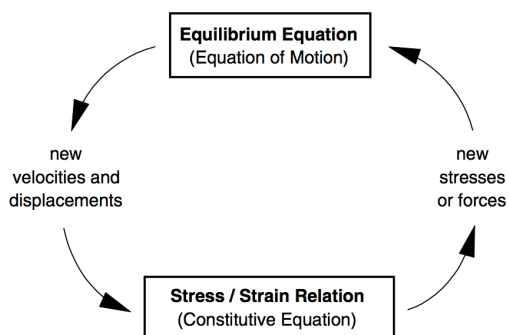 Equilibrium Equation
(Equation of Motion)
new
velocities and
displacements
new
stresses
or forces
Stress / Strain Relation
(Constitutive Equation)